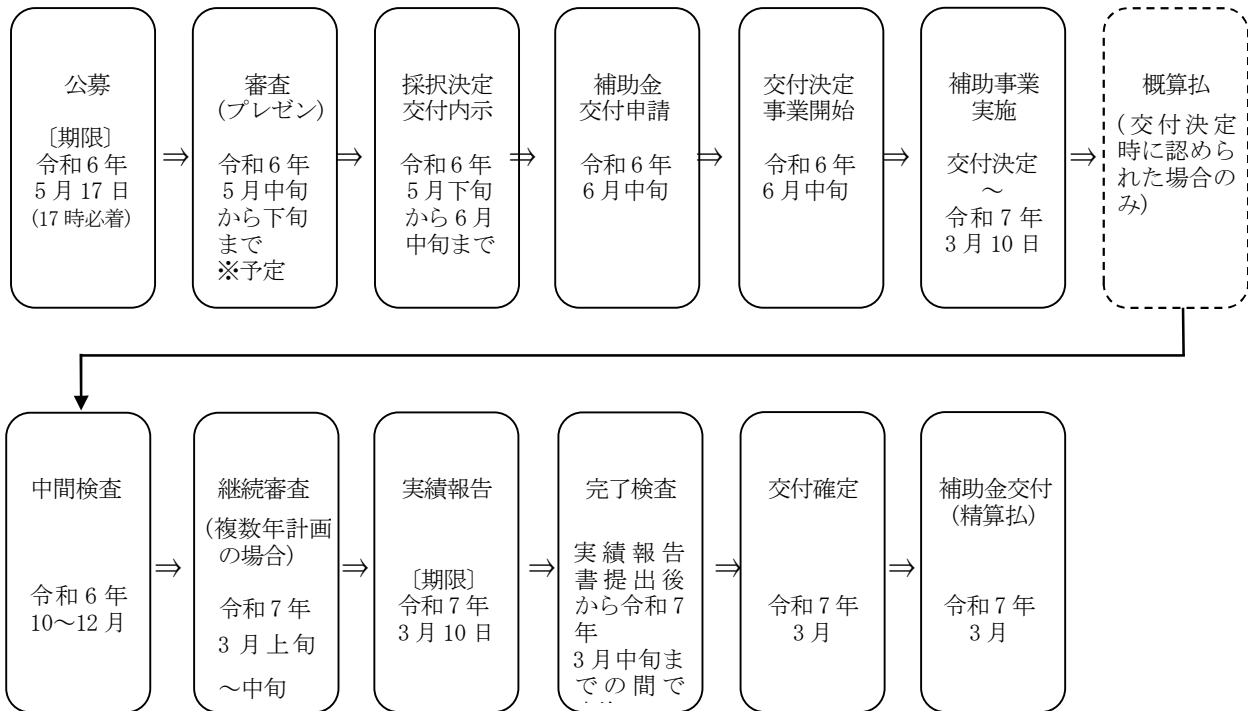 公募
〔期限〕
令和６年
５月 17 日
(17 時必着)
⇒
審査
(プレゼン)
令和６年
５月中旬
から下旬
まで
※予定
⇒
採択決定
交付内示
令和６年
５月下旬
から６月
中旬まで
⇒
補助金
交付申請
令和６年
６月中旬
⇒
交付決定
事業開始
令和６年
６月中旬
⇒
補助事業
実施
交付決定
～
令和７年
３月 10 日
⇒
概算払
(交付決定
時に認めら
れた場合の
み)
中間検査
令和６年
10～12 月
⇒
継続審査
(複数年計画
の場合)
令和７年
３月上旬
～中旬
⇒
実績報告
〔期限〕
令和７年
３月 10 日
⇒
完了検査
実績報告
書提出後
から令和７
年
３月中旬ま
での間で
⇒
交付確定
令和７年
３月
⇒
補助金交付
(精算払)
令和７年
３月